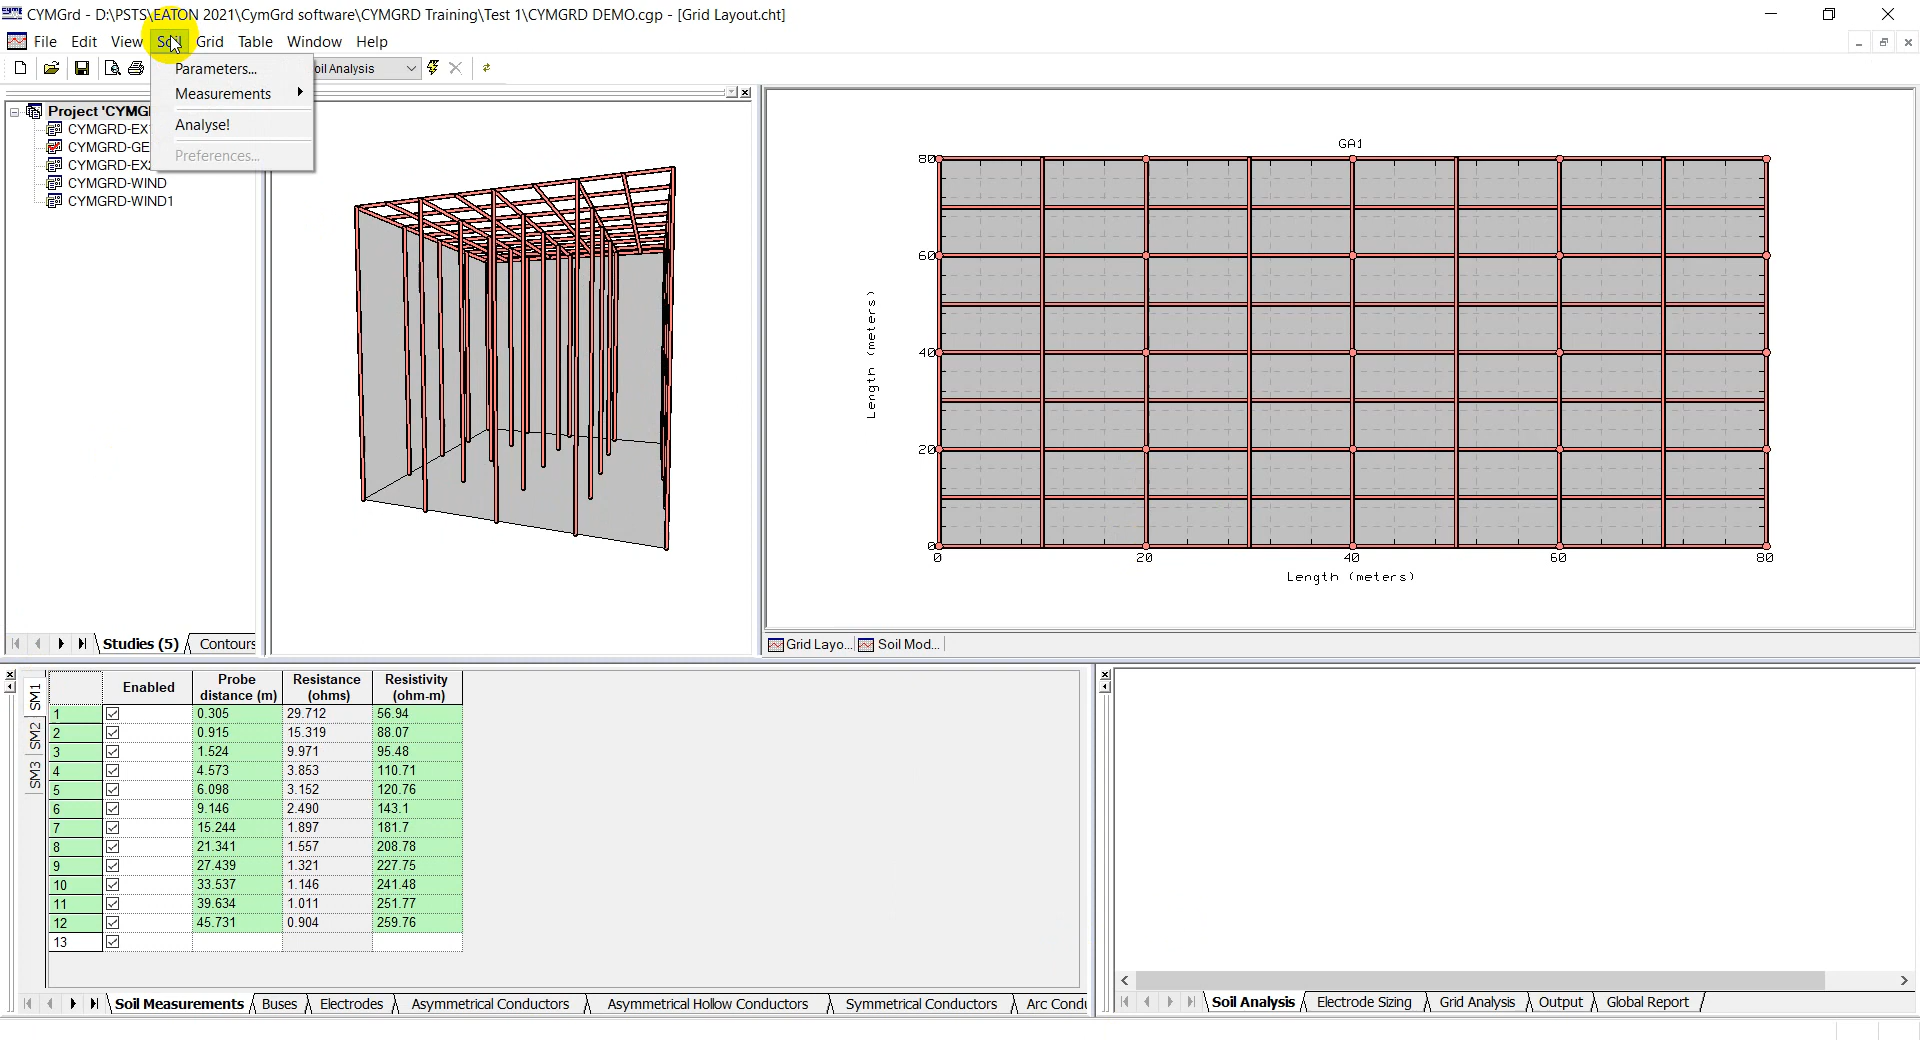 CYMGrd - D:\PSTS\EATON 2021\CymGrd software\CYMGRD Training\Test 1\CYMGRD DEMO.cgp - [Grid Layout.cht]
File Edit View Soil Grid Table Window Help
oil Analysis
Parameters...
Measurements
Analyse!
Preferences...
Project 'CYMG
CYMGRD-EX
CYMGRD-GE
CYMGRD-EX
CYMGRD-WIND
CYMGRD-WIND1
Studies (5) Contours
GA1
80
60
40
20
0
0 20 40 60 80
Length (meters)
Length (meters)
Grid Layo... Soil Mod...
SM1
SM2
SM3
Enabled Probe distance (m) Resistance (ohms) Resistivity (ohm-m)
1 0.305 29.712 56.94
2 0.915 15.319 88.07
3 1.524 9.971 95.48
4 4.573 3.853 110.71
5 6.098 3.152 120.76
6 9.146 2.490 143.1
7 15.244 1.897 181.7
8 21.341 1.557 208.78
9 27.439 1.321 227.75
10 33.537 1.146 241.48
11 39.634 1.011 251.77
12 45.731 0.904 259.76
13
Soil Measurements Buses Electrodes Asymmetrical Conductors Asymmetrical Hollow Conductors Symmetrical Conductors Arc Condu
Soil Analysis Electrode Sizing Grid Analysis Output Global Report